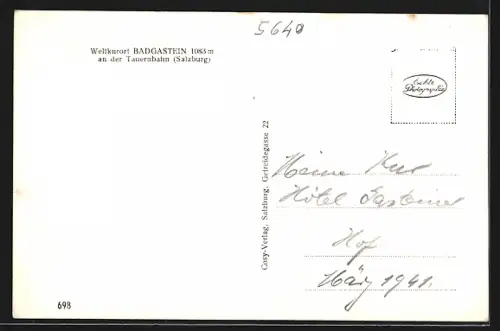 5640
Weltkurort BADGASTEIN 1083 m
an der Tauernbahn (Salzburg)
Echte
Photographie
Cosy-Verlag, Salzburg, Getreidegasse 22
Meine Kur
Hôtel Gasteiner
Hof
März 1941.
698